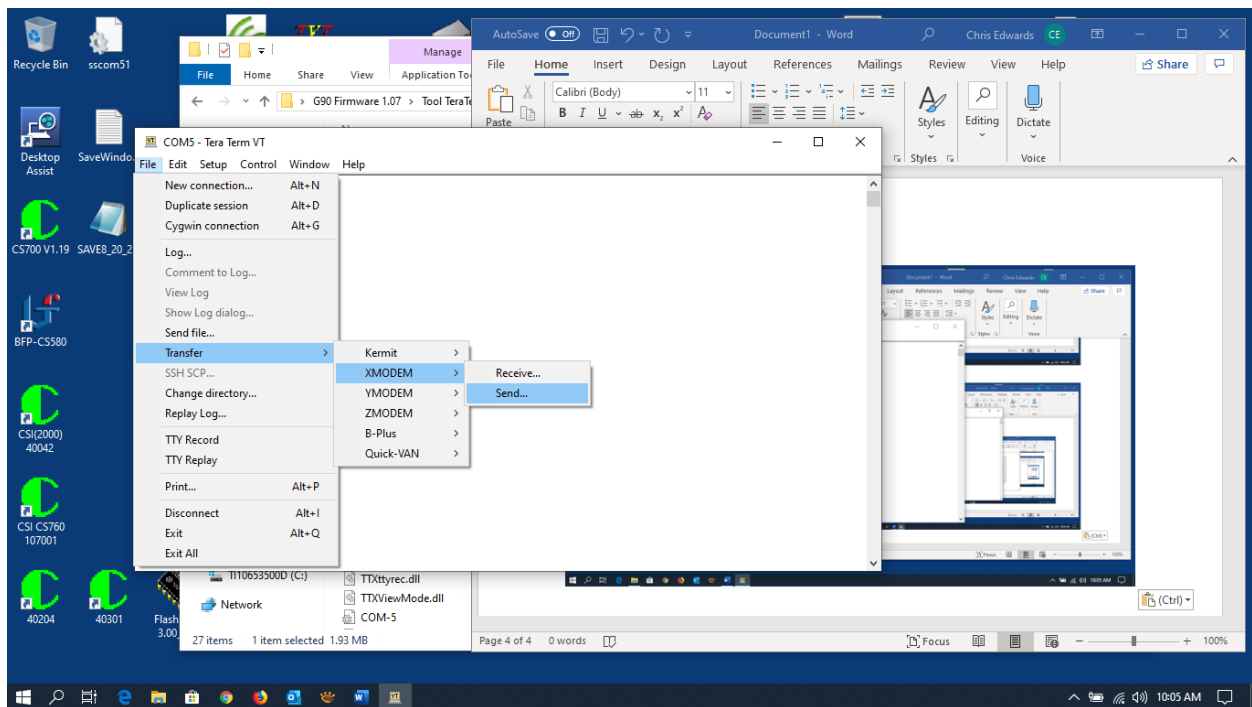 Recycle Bin
sscom51
Desktop
Assist
SaveWindo
CS700 V1.19
SAVE8_20_2
BFP-CS580
CSI(2000)
40042
CSI CS760
107001
40204
40301
Flash
3.00
Manage
File Home Share View Application To
G90 Firmware 1.07 > Tool TeraTe
TI10653500D (C:)
Network
TTXttyrec.dll
TTXViewMode.dll
COM-5
27 items 1 item selected 1.93 MB
AutoSave Off Document1 - Word Chris Edwards CE
File Home Insert Design Layout References Mailings Review View Help Share
Calibri (Body) 11
Paste
B I U ab x₂ x² A
Styles
Editing
Dictate
Styles
Voice
COM5 - Tera Term VT
File Edit Setup Control Window Help
New connection... Alt+N
Duplicate session Alt+D
Cygwin connection Alt+G
Log...
Comment to Log...
View Log
Show Log dialog...
Send file...
Transfer >
SSH SCP...
Change directory...
Replay Log...
TTY Record
TTY Replay
Print... Alt+P
Disconnect Alt+I
Exit Alt+Q
Exit All
Kermit >
XMODEM >
YMODEM >
ZMODEM >
B-Plus >
Quick-VAN >
Receive...
Send...
(Ctrl)
Page 4 of 4 0 words Focus 100%
10:05 AM